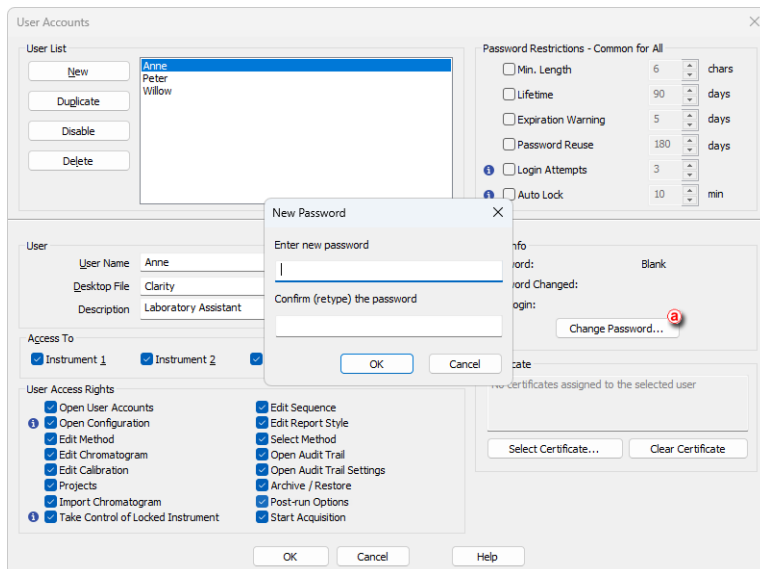 User Accounts
User List
New
Duplicate
Disable
Delete
Anne
Peter
Willow
Password Restrictions - Common for All
Min. Length 6 chars
Lifetime 90 days
Expiration Warning 5 days
Password Reuse 180 days
Login Attempts 3
Auto Lock 10 min
New Password
Enter new password
Confirm (retype) the password
OK Cancel
User
User Name Anne
Desktop File Clarity
Description Laboratory Assistant
Blank
Changed:
Change Password...
a
Access To
Instrument 1 Instrument 2
No certificates assigned to the selected user
Select Certificate... Clear Certificate
User Access Rights
Open User Accounts
Open Configuration
Edit Method
Edit Chromatogram
Edit Calibration
Projects
Import Chromatogram
Take Control of Locked Instrument
Edit Sequence
Edit Report Style
Select Method
Open Audit Trail
Open Audit Trail Settings
Archive / Restore
Post-run Options
Start Acquisition
OK Cancel Help